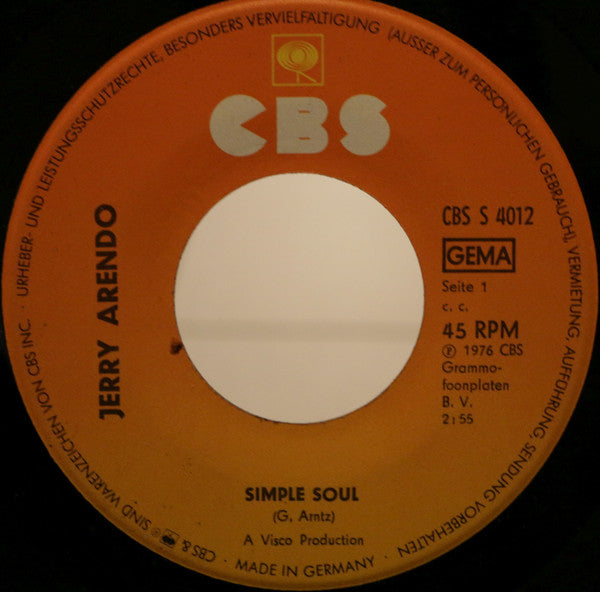 URHEBER- UND LEISTUNGSSCHUTZRECHTE, BESONDERS VERVIELFÄLTIGUNG (AUSSER ZUM PERSÖNLICHEN GEBRAUCH), VERMIETUNG, AUFFÜHRUNG, SENDUNG VORBEHALTEN
CBS
JERRY ARENDO
CBS S 4012
GEMA
Seite 1
c. c.
45 RPM
℗ 1976 CBS
Grammo-
foonplaten
B. V.
2:55
SIMPLE SOUL
(G. Arntz)
A Visco Production
· MADE IN GERMANY ·
CBS & SIND WARENZEICHEN VON CBS INC. ·